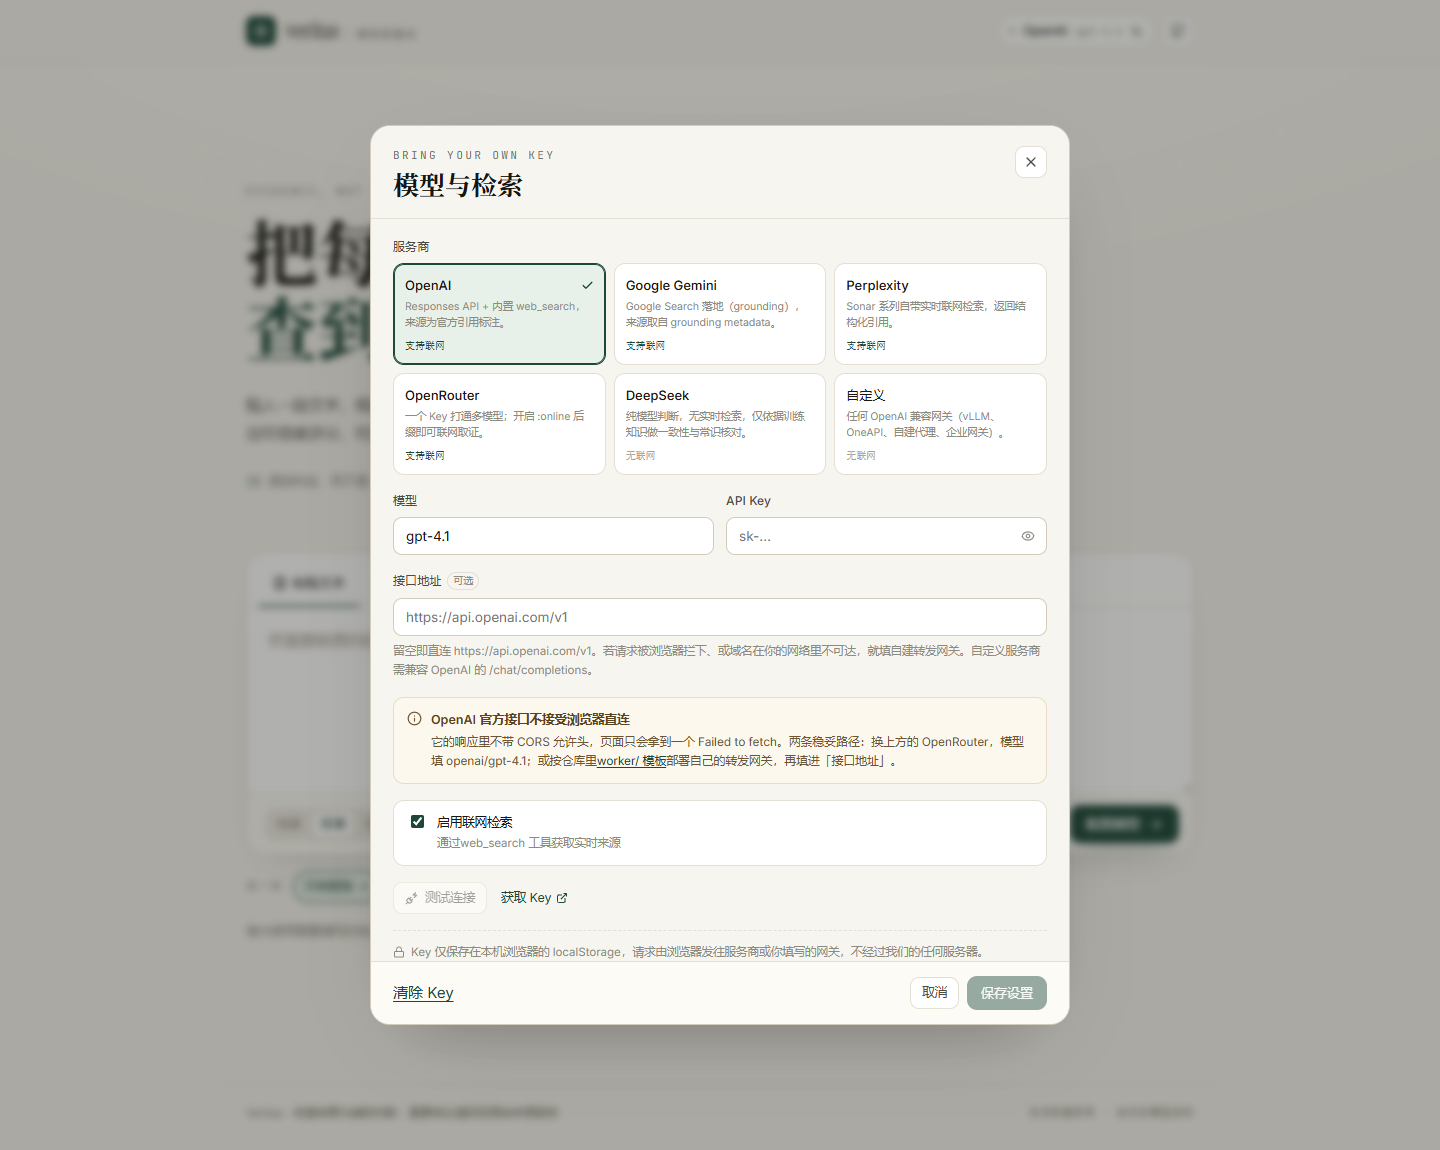 BRING YOUR OWN KEY
模型与检索
服务商
OpenAI
Responses API + 内置 web_search，
来源为官方引用标注。
支持联网
Google Gemini
Google Search 落地（grounding），
来源取自 grounding metadata。
支持联网
Perplexity
Sonar 系列自带实时联网检索，返回结
构化引用。
支持联网
OpenRouter
一个 Key 打通多模型；开启 :online 后
缀即可联网取证。
支持联网
DeepSeek
纯模型判断，无实时检索，仅依据训练
知识做一致性与常识核对。
无联网
自定义
任何 OpenAI 兼容网关（vLLM、
OneAPI、自建代理、企业网关）。
无联网
模型
API Key
gpt-4.1
sk-...
接口地址 可选
https://api.openai.com/v1
留空即直连 https://api.openai.com/v1。若请求被浏览器拦下、或域名在你的网络里不可达，就填自建转发网关。自定义服务商
需兼容 OpenAI 的 /chat/completions。
OpenAI 官方接口不接受浏览器直连
它的响应里不带 CORS 允许头，页面只会拿到一个 Failed to fetch。两条稳妥路径：换上方的 OpenRouter，模型
填 openai/gpt-4.1；或按仓库里worker/ 模板部署自己的转发网关，再填进「接口地址」。
启用联网检索
通过web_search 工具获取实时来源
测试连接
获取 Key
Key 仅保存在本机浏览器的 localStorage，请求由浏览器发往服务商或你填写的网关，不经过我们的任何服务器。
清除 Key
取消
保存设置
把每
查到